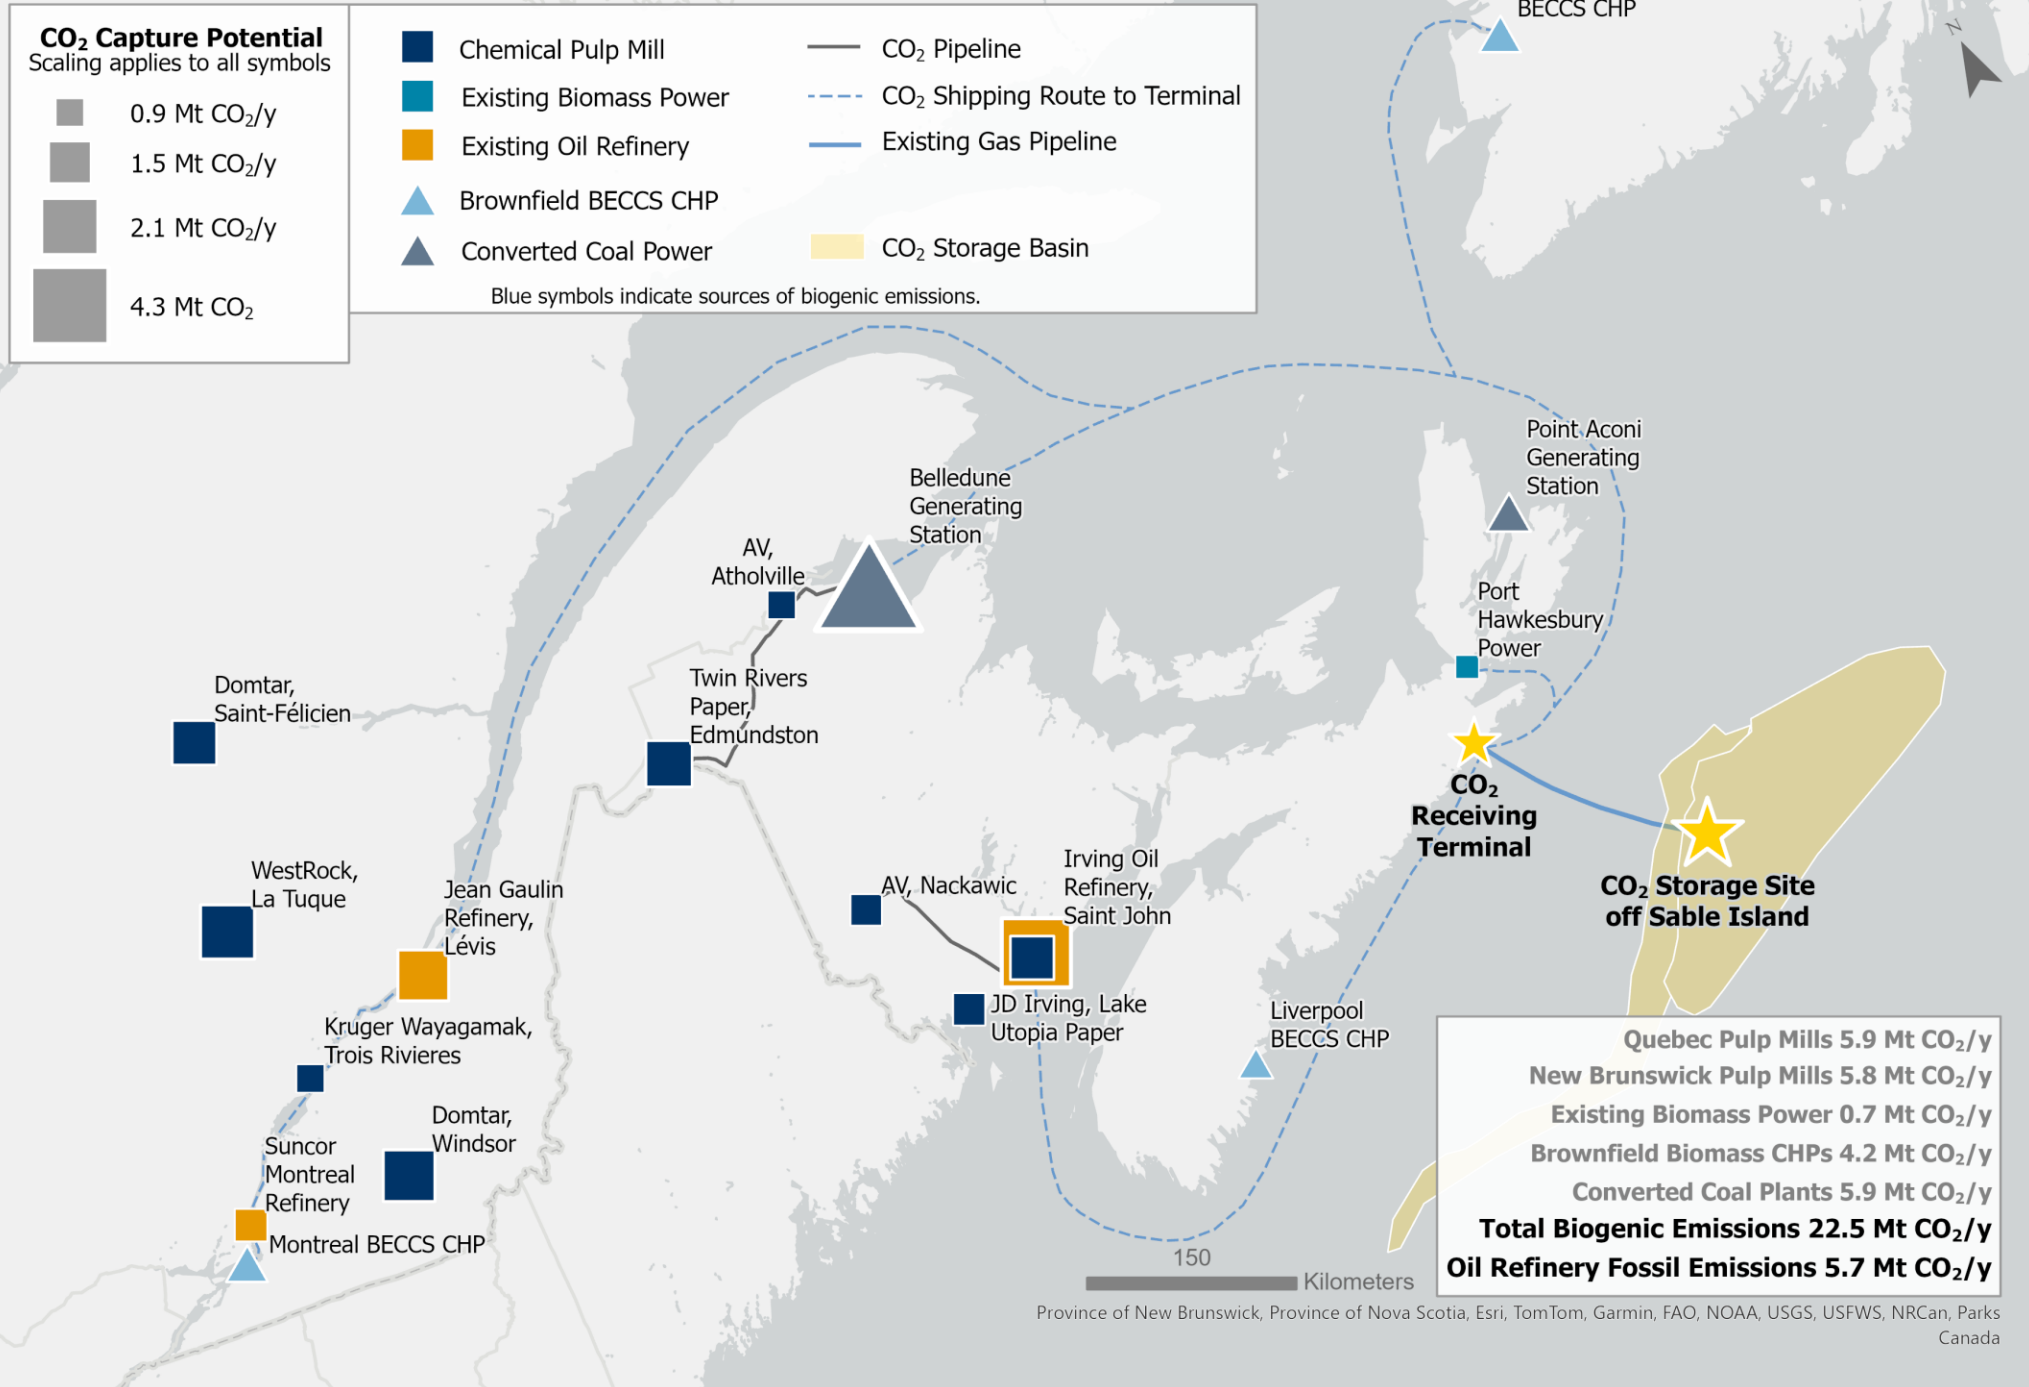 CO₂ Capture Potential
Scaling applies to all symbols
0.9 Mt CO₂/y
1.5 Mt CO₂/y
2.1 Mt CO₂/y
4.3 Mt CO₂
Chemical Pulp Mill
Existing Biomass Power
Existing Oil Refinery
Brownfield BECCS CHP
Converted Coal Power
CO₂ Pipeline
CO₂ Shipping Route to Terminal
Existing Gas Pipeline
CO₂ Storage Basin
Blue symbols indicate sources of biogenic emissions.
BECCS CHP
N
Point Aconi
Generating
Station
Belledune
Generating
Station
AV,
Atholville
Port
Hawkesbury
Power
Twin Rivers
Paper,
Edmundston
Domtar,
Saint-Félicien
CO₂
Receiving
Terminal
WestRock,
La Tuque
Jean Gaulin
Refinery,
Lévis
AV, Nackawic
Irving Oil
Refinery,
Saint John
CO₂ Storage Site
off Sable Island
JD Irving, Lake
Utopia Paper
Liverpool
BECCS CHP
Kruger Wayagamak,
Trois Rivieres
Domtar,
Windsor
Suncor
Montreal
Refinery
Montreal BECCS CHP
Quebec Pulp Mills 5.9 Mt CO₂/y
New Brunswick Pulp Mills 5.8 Mt CO₂/y
Existing Biomass Power 0.7 Mt CO₂/y
Brownfield Biomass CHPs 4.2 Mt CO₂/y
Converted Coal Plants 5.9 Mt CO₂/y
Total Biogenic Emissions 22.5 Mt CO₂/y
Oil Refinery Fossil Emissions 5.7 Mt CO₂/y
150
Kilometers
Province of New Brunswick, Province of Nova Scotia, Esri, TomTom, Garmin, FAO, NOAA, USGS, USFWS, NRCan, Parks
Canada